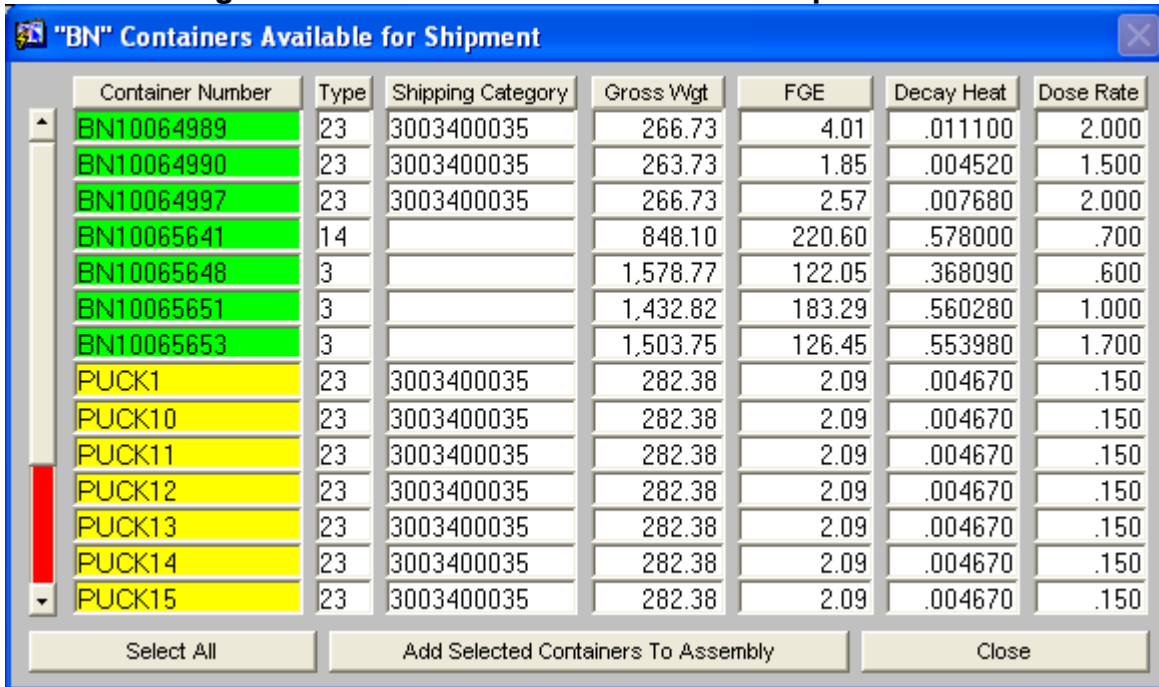 "BN" Containers Available for Shipment
Container Number Type Shipping Category Gross Wgt FGE Decay Heat Dose Rate
BN10064989 23 3003400035 266.73 4.01 .011100 2.000
BN10064990 23 3003400035 263.73 1.85 .004520 1.500
BN10064997 23 3003400035 266.73 2.57 .007680 2.000
BN10065641 14 848.10 220.60 .578000 .700
BN10065648 3 1,578.77 122.05 .368090 .600
BN10065651 3 1,432.82 183.29 .560280 1.000
BN10065653 3 1,503.75 126.45 .553980 1.700
PUCK1 23 3003400035 282.38 2.09 .004670 .150
PUCK10 23 3003400035 282.38 2.09 .004670 .150
PUCK11 23 3003400035 282.38 2.09 .004670 .150
PUCK12 23 3003400035 282.38 2.09 .004670 .150
PUCK13 23 3003400035 282.38 2.09 .004670 .150
PUCK14 23 3003400035 282.38 2.09 .004670 .150
PUCK15 23 3003400035 282.38 2.09 .004670 .150
Select All Add Selected Containers To Assembly Close